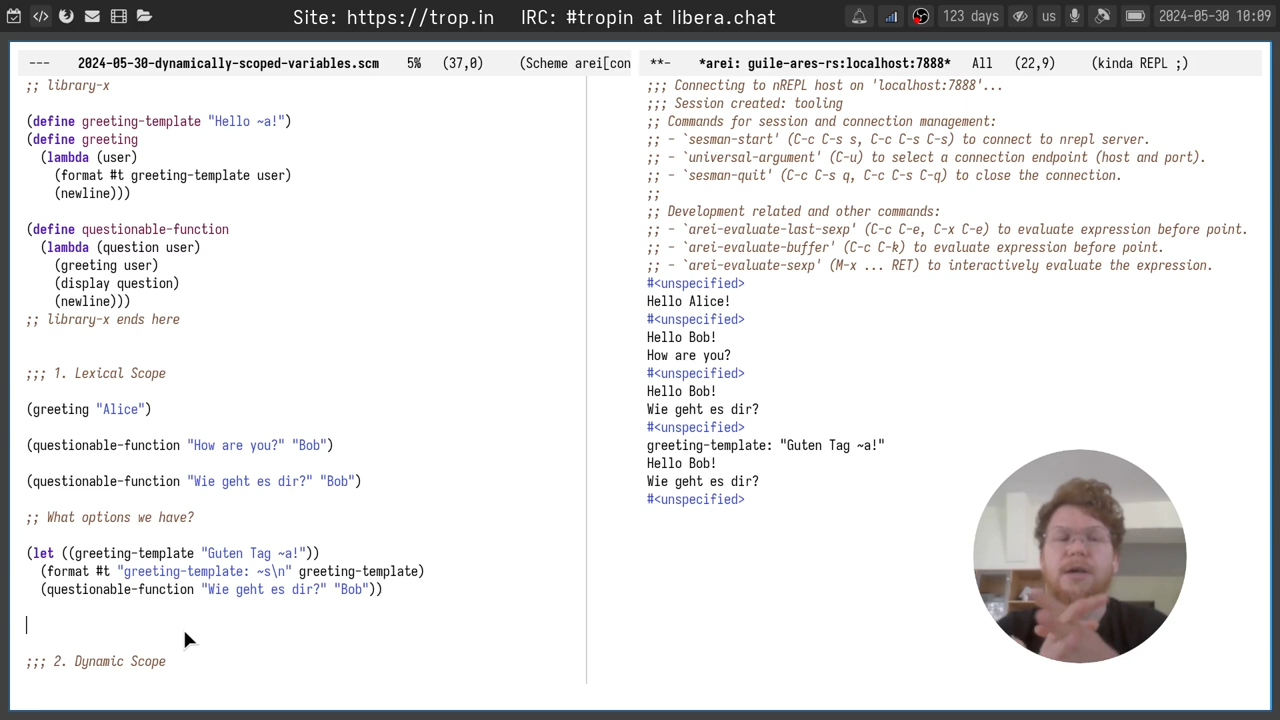 Site: https://trop.in IRC: #tropin at libera.chat
123 days us 2024-05-30 10:09
--- 2024-05-30-dynamically-scoped-variables.scm 5% (37,0) (Scheme arei[con
;; library-x
(define greeting-template "Hello ~a!")
(define greeting
(lambda (user)
(format #t greeting-template user)
(newline)))
(define questionable-function
(lambda (question user)
(greeting user)
(display question)
(newline)))
;; library-x ends here
;;; 1. Lexical Scope
(greeting "Alice")
(questionable-function "How are you?" "Bob")
(questionable-function "Wie geht es dir?" "Bob")
;; What options we have?
(let ((greeting-template "Guten Tag ~a!"))
(format #t "greeting-template: ~s\n" greeting-template)
(questionable-function "Wie geht es dir?" "Bob"))
;;; 2. Dynamic Scope
**- *arei: guile-ares-rs:localhost:7888* All (22,9) (kinda REPL ;)
;;; Connecting to nREPL host on 'localhost:7888'...
;;; Session created: tooling
;; Commands for session and connection management:
;; - `sesman-start' (C-c C-s s, C-c C-s C-s) to connect to nrepl server.
;; - `universal-argument' (C-u) to select a connection endpoint (host and port).
;; - `sesman-quit' (C-c C-s q, C-c C-s C-q) to close the connection.
;;
;; Development related and other commands:
;; - `arei-evaluate-last-sexp' (C-c C-e, C-x C-e) to evaluate expression before point.
;; - `arei-evaluate-buffer' (C-c C-k) to evaluate expression before point.
;; - `arei-evaluate-sexp' (M-x ... RET) to interactively evaluate the expression.
#<unspecified>
Hello Alice!
#<unspecified>
Hello Bob!
How are you?
#<unspecified>
Hello Bob!
Wie geht es dir?
#<unspecified>
greeting-template: "Guten Tag ~a!"
Hello Bob!
Wie geht es dir?
#<unspecified>